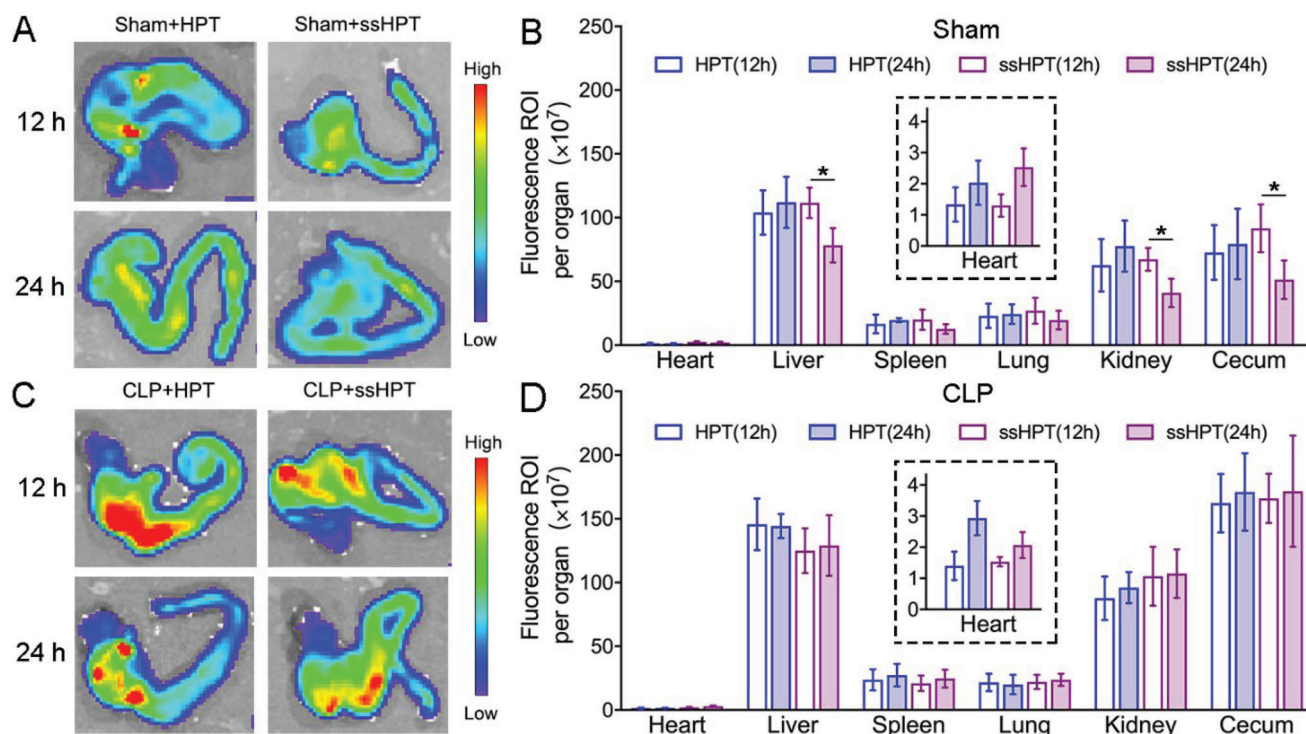 A
Sham+HPT
Sham+ssHPT
12 h
24 h
High
Low
B
Sham
HPT(12h)
HPT(24h)
ssHPT(12h)
ssHPT(24h)
Fluorescence ROI
per organ (×10⁷)
250
200
150
100
50
0
4
3
2
1
0
Heart
*
*
*
Heart
Liver
Spleen
Lung
Kidney
Cecum
C
CLP+HPT
CLP+ssHPT
12 h
24 h
High
Low
D
CLP
HPT(12h)
HPT(24h)
ssHPT(12h)
ssHPT(24h)
Fluorescence ROI
per organ (×10⁷)
250
200
150
100
50
0
4
3
2
1
0
Heart
Heart
Liver
Spleen
Lung
Kidney
Cecum